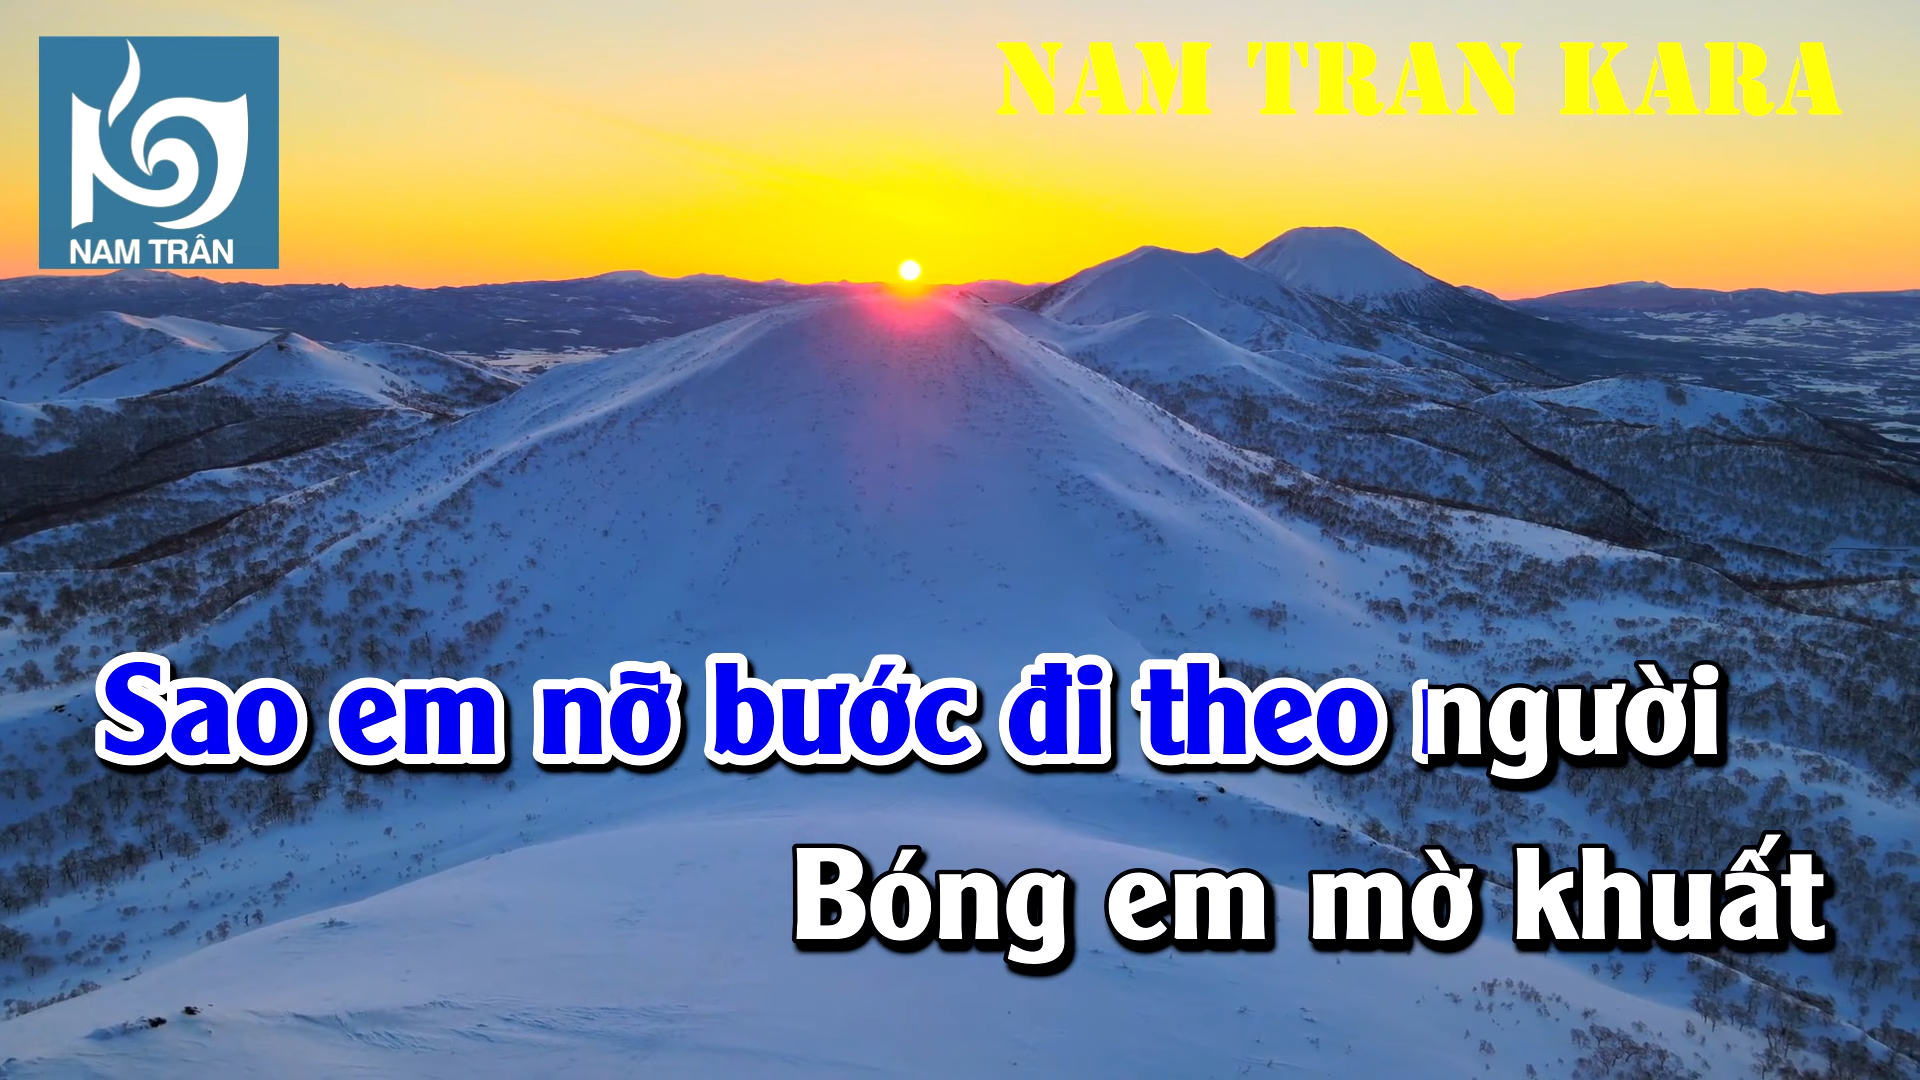 NAM TRAN KARA
NAM TRÂN
Sao em nỡ bước đi theo người
Bóng em mờ khuất